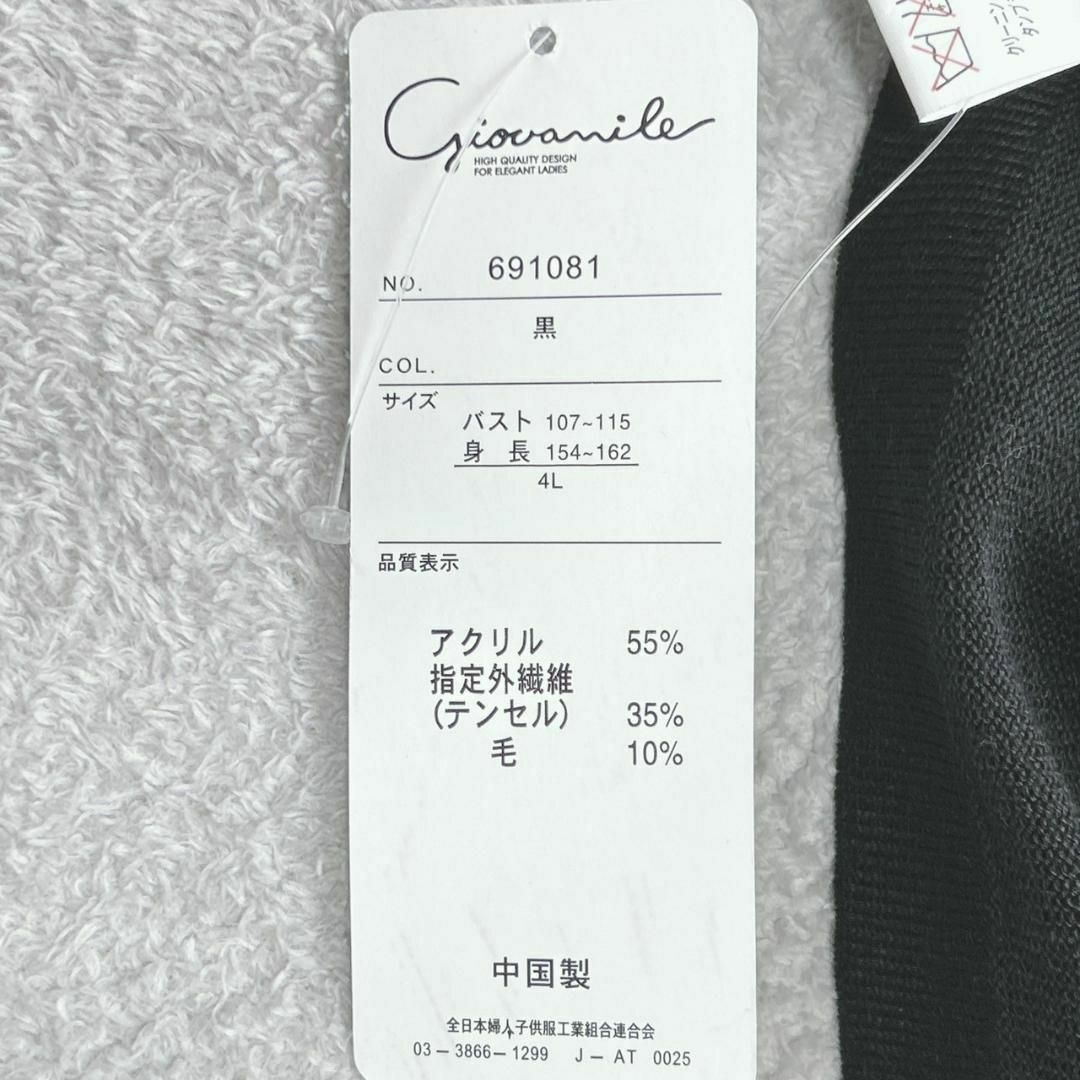 Giovanile
HIGH QUALITY DESIGN
FOR ELEGANT LADIES
NO. 691081
黒
COL.
サイズ
バスト 107~115
身 長 154~162
4L
品質表示
アクリル 55%
指定外繊維
(テンセル) 35%
毛 10%
中国製
全日本婦人子供服工業組合連合会
03－3866－1299 J－AT 0025